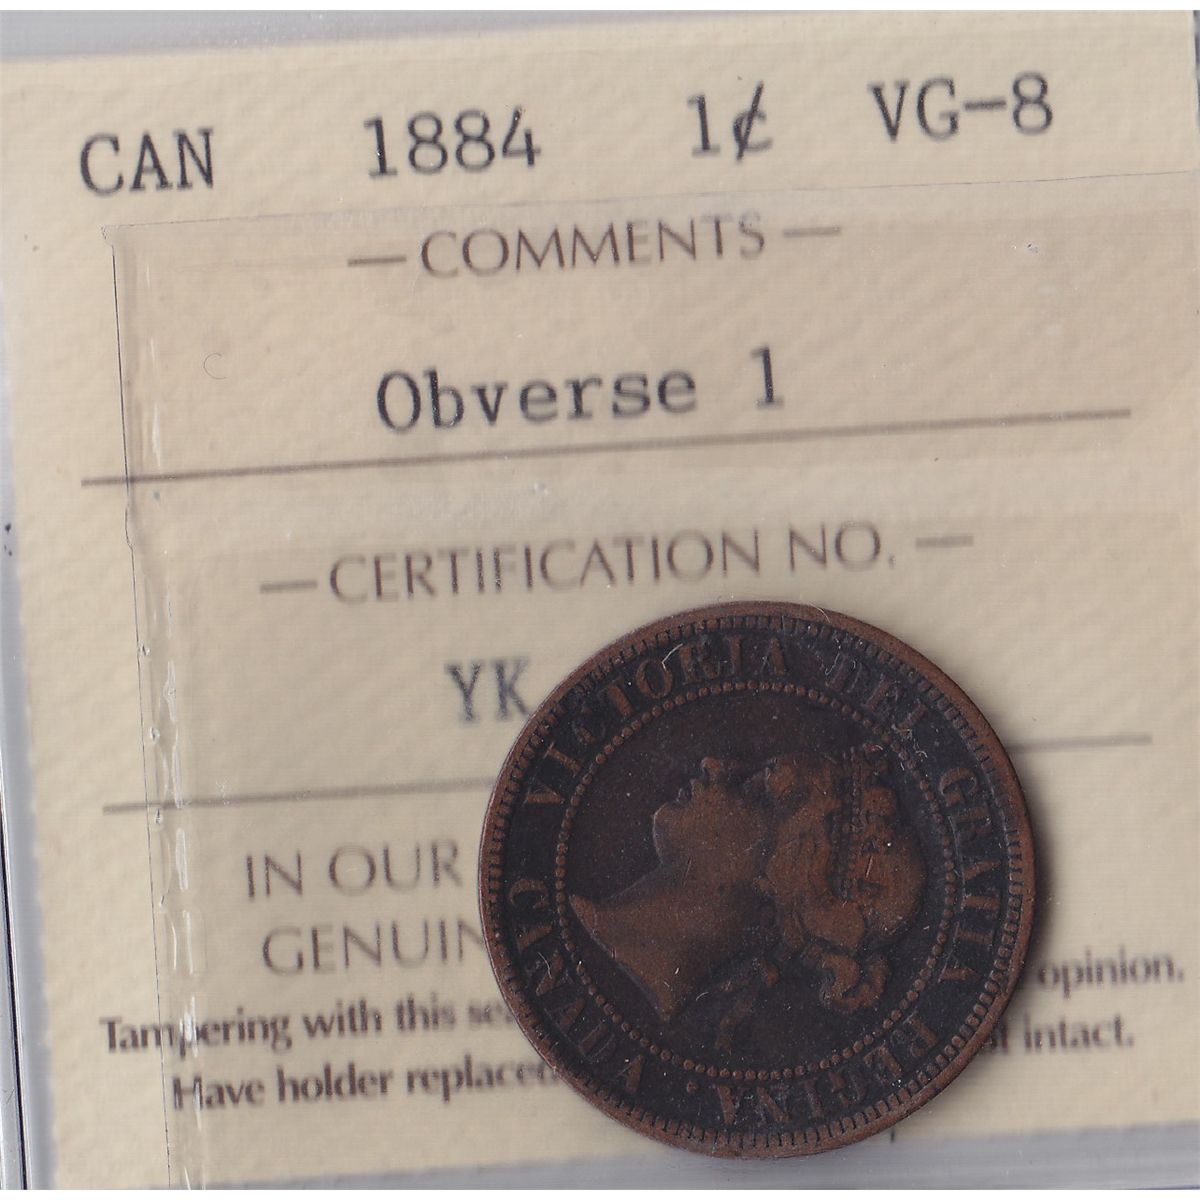 CAN 1884 1¢ VG-8
— COMMENTS —
Obverse 1
— CERTIFICATION NO. —
YK
IN OUR
GENUIN
Tampering with this se opinion.
Have holder replaced t intact.
VICTORIA DEI GRATIA REGINA. CANADA